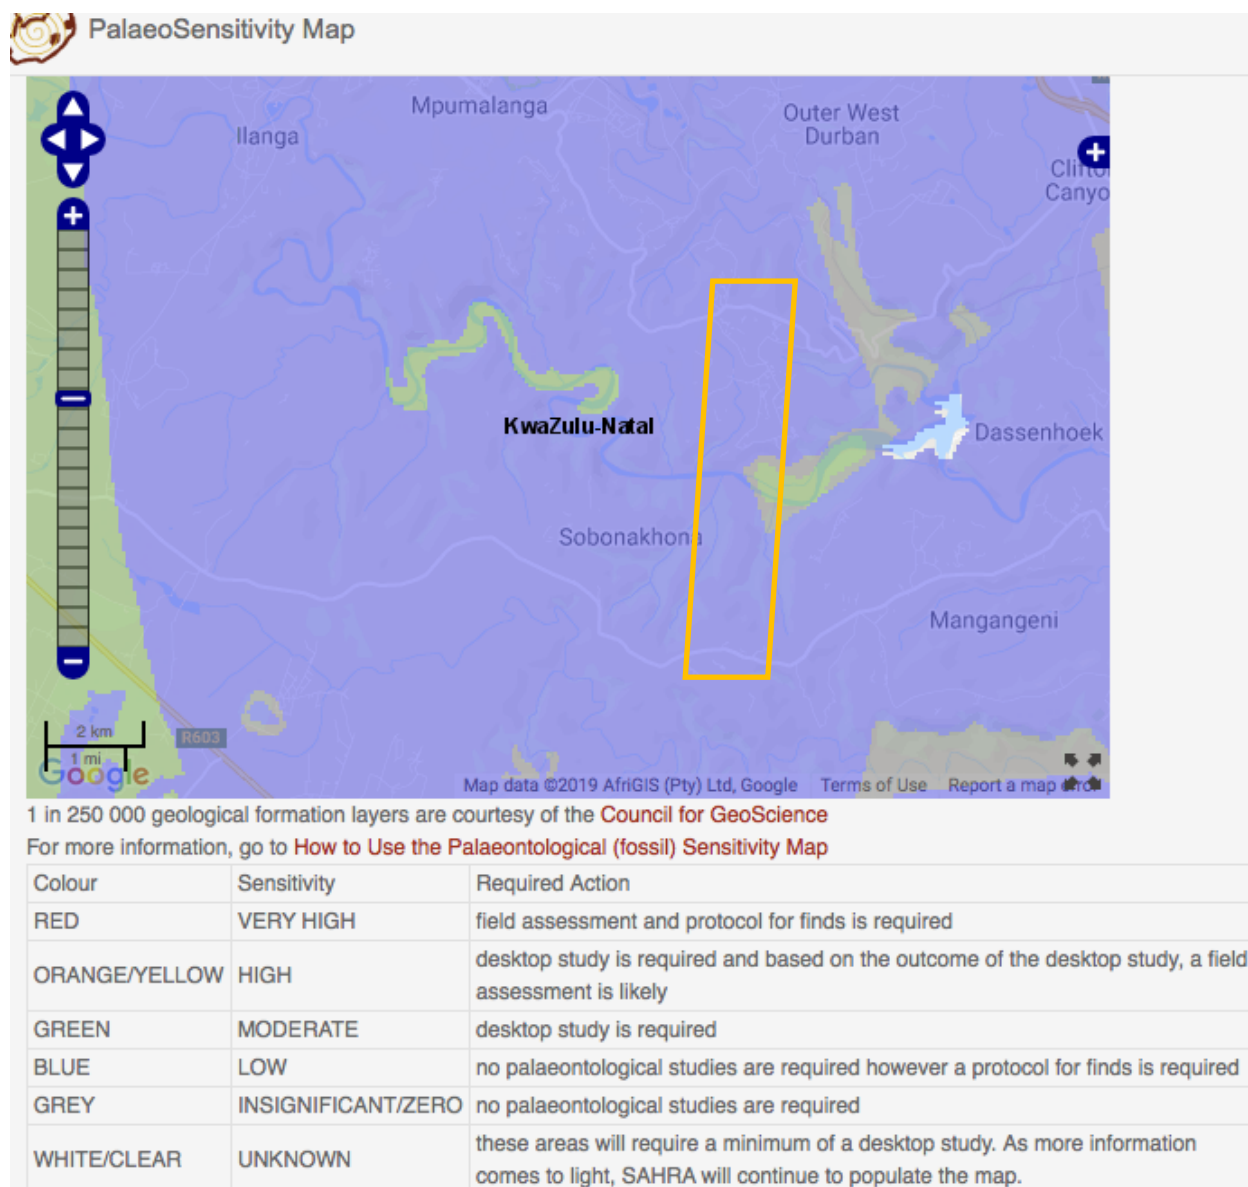 PalaeoSensitivity Map
Mpumalanga
Ilanga
Outer West
Durban
Clifto
Canyo
KwaZulu-Natal
Dassenhoek
Sobonakhona
Mangangeni
R603
2 km
1 mi
Google
Map data ©2019 AfriGIS (Pty) Ltd, Google Terms of Use Report a map error
1 in 250 000 geological formation layers are courtesy of the Council for GeoScience
For more information, go to How to Use the Palaeontological (fossil) Sensitivity Map
Colour Sensitivity Required Action
RED VERY HIGH field assessment and protocol for finds is required
ORANGE/YELLOW HIGH desktop study is required and based on the outcome of the desktop study, a field
assessment is likely
GREEN MODERATE desktop study is required
BLUE LOW no palaeontological studies are required however a protocol for finds is required
GREY INSIGNIFICANT/ZERO no palaeontological studies are required
WHITE/CLEAR UNKNOWN these areas will require a minimum of a desktop study. As more information
comes to light, SAHRA will continue to populate the map.